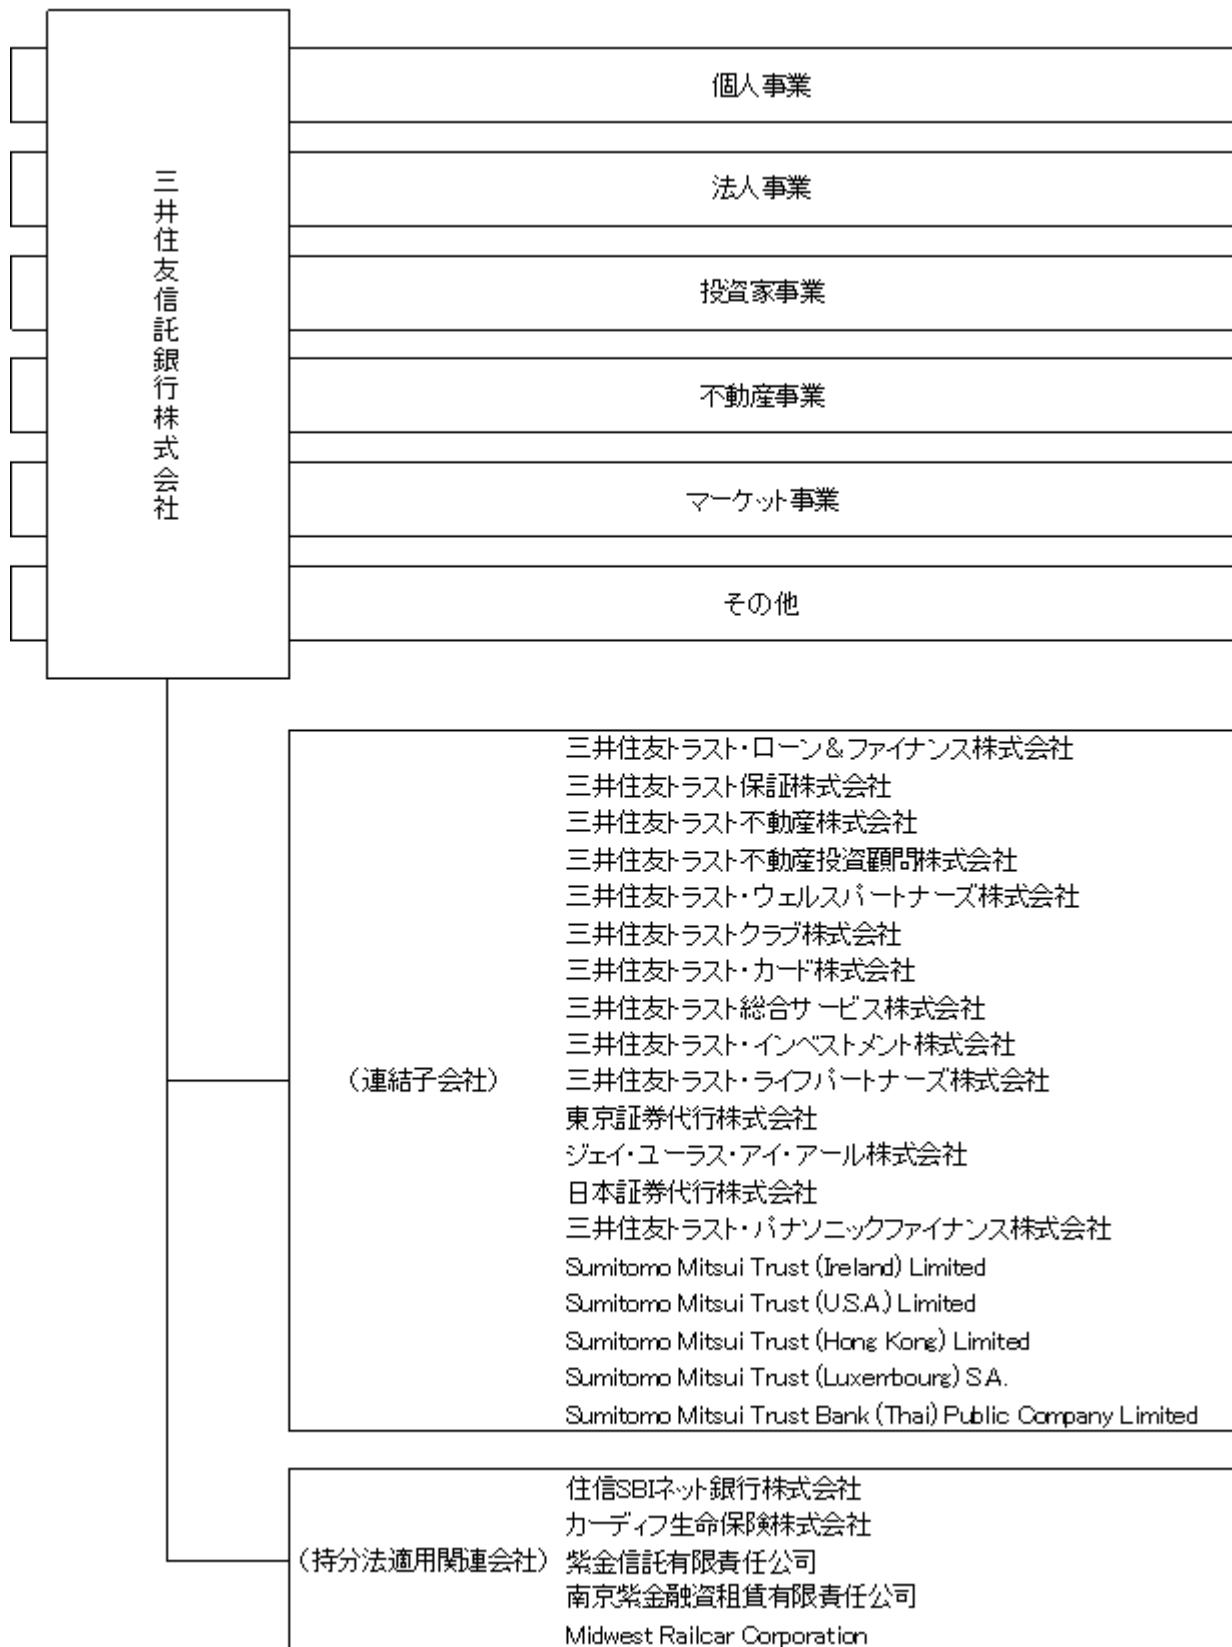 三井住友信託銀行株式会社
個人事業
法人事業
投資家事業
不動産事業
マーケット事業
その他
(連結子会社)
三井住友トラスト・ローン&ファイナンス株式会社
三井住友トラスト保証株式会社
三井住友トラスト不動産株式会社
三井住友トラスト不動産投資顧問株式会社
三井住友トラスト・ウェルスパートナーズ株式会社
三井住友トラストクラブ株式会社
三井住友トラスト・カード株式会社
三井住友トラスト総合サービス株式会社
三井住友トラスト・インベストメント株式会社
三井住友トラスト・ライフパートナーズ株式会社
東京証券代行株式会社
ジェイ・ユーラス・アイ・アール株式会社
日本証券代行株式会社
三井住友トラスト・パナソニックファイナンス株式会社
Sumitomo Mitsui Trust (Ireland) Limited
Sumitomo Mitsui Trust (U.S.A.) Limited
Sumitomo Mitsui Trust (Hong Kong) Limited
Sumitomo Mitsui Trust (Luxembourg) S.A.
Sumitomo Mitsui Trust Bank (Thai) Public Company Limited
(持分法適用関連会社)
住信SBIネット銀行株式会社
カーディフ生命保険株式会社
紫金信託有限責任公司
南京紫金融資租賃有限責任公司
Midwest Railcar Corporation